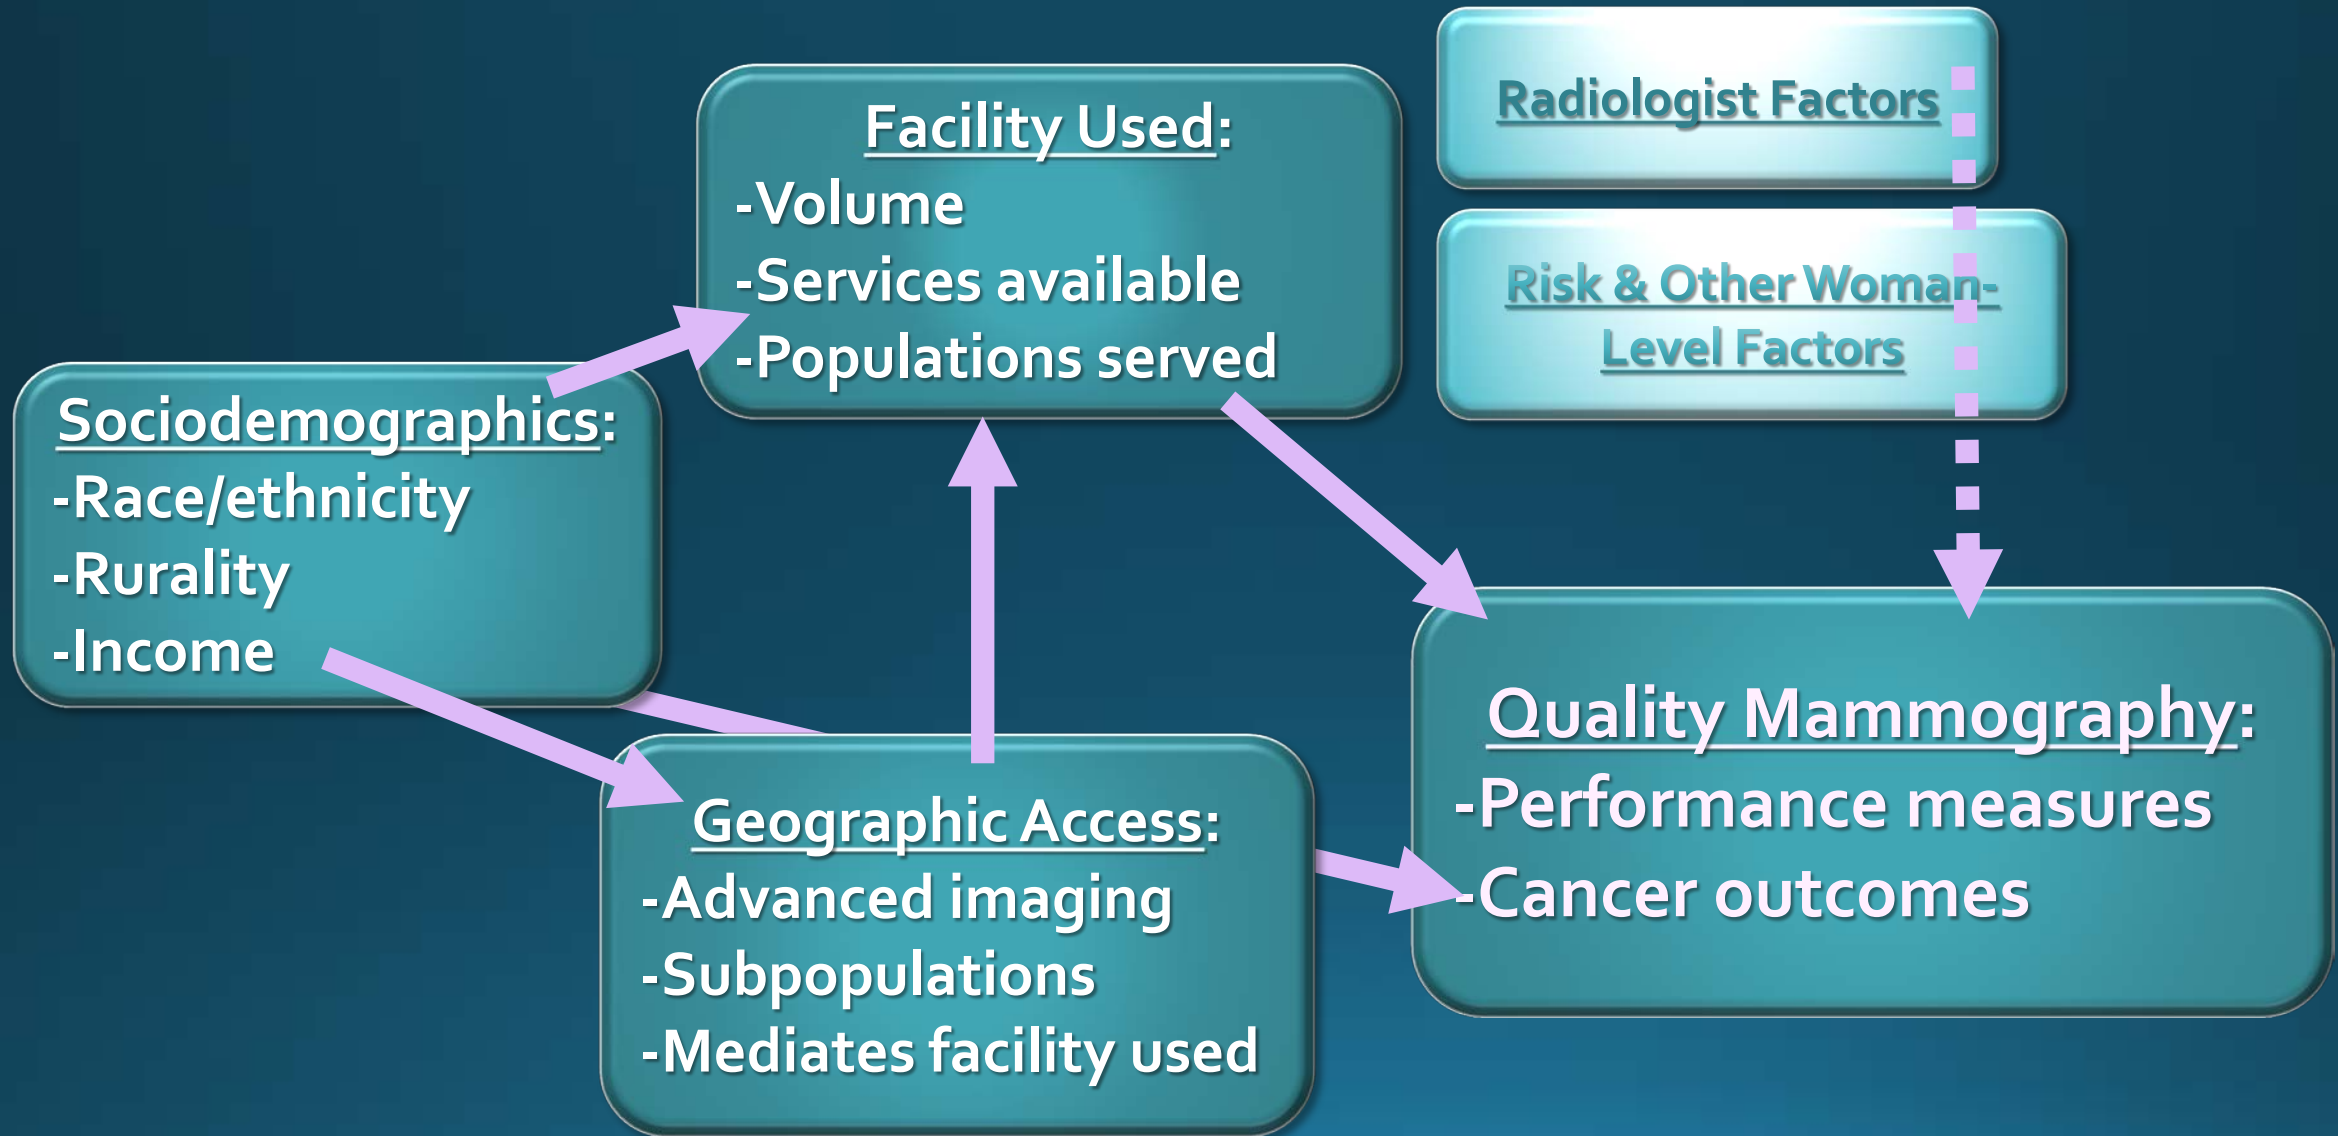 Radiologist Factors
Facility Used:
-Volume
-Services available
-Populations served
Risk & Other Woman-
Level Factors
Sociodemographics:
-Race/ethnicity
-Rurality
-Income
Quality Mammography:
-Performance measures
-Cancer outcomes
Geographic Access:
-Advanced imaging
-Subpopulations
-Mediates facility used